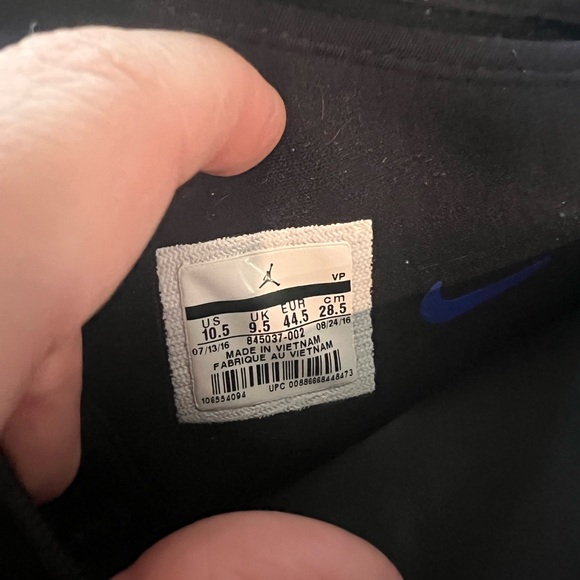 VP
US UK EUR cm
10.5 9.5 44.5 28.5
07/13/16 845037-002 08/24/16
MADE IN VIETNAM
FABRIQUE AU VIETNAM
106554094 UPC 00886668448473